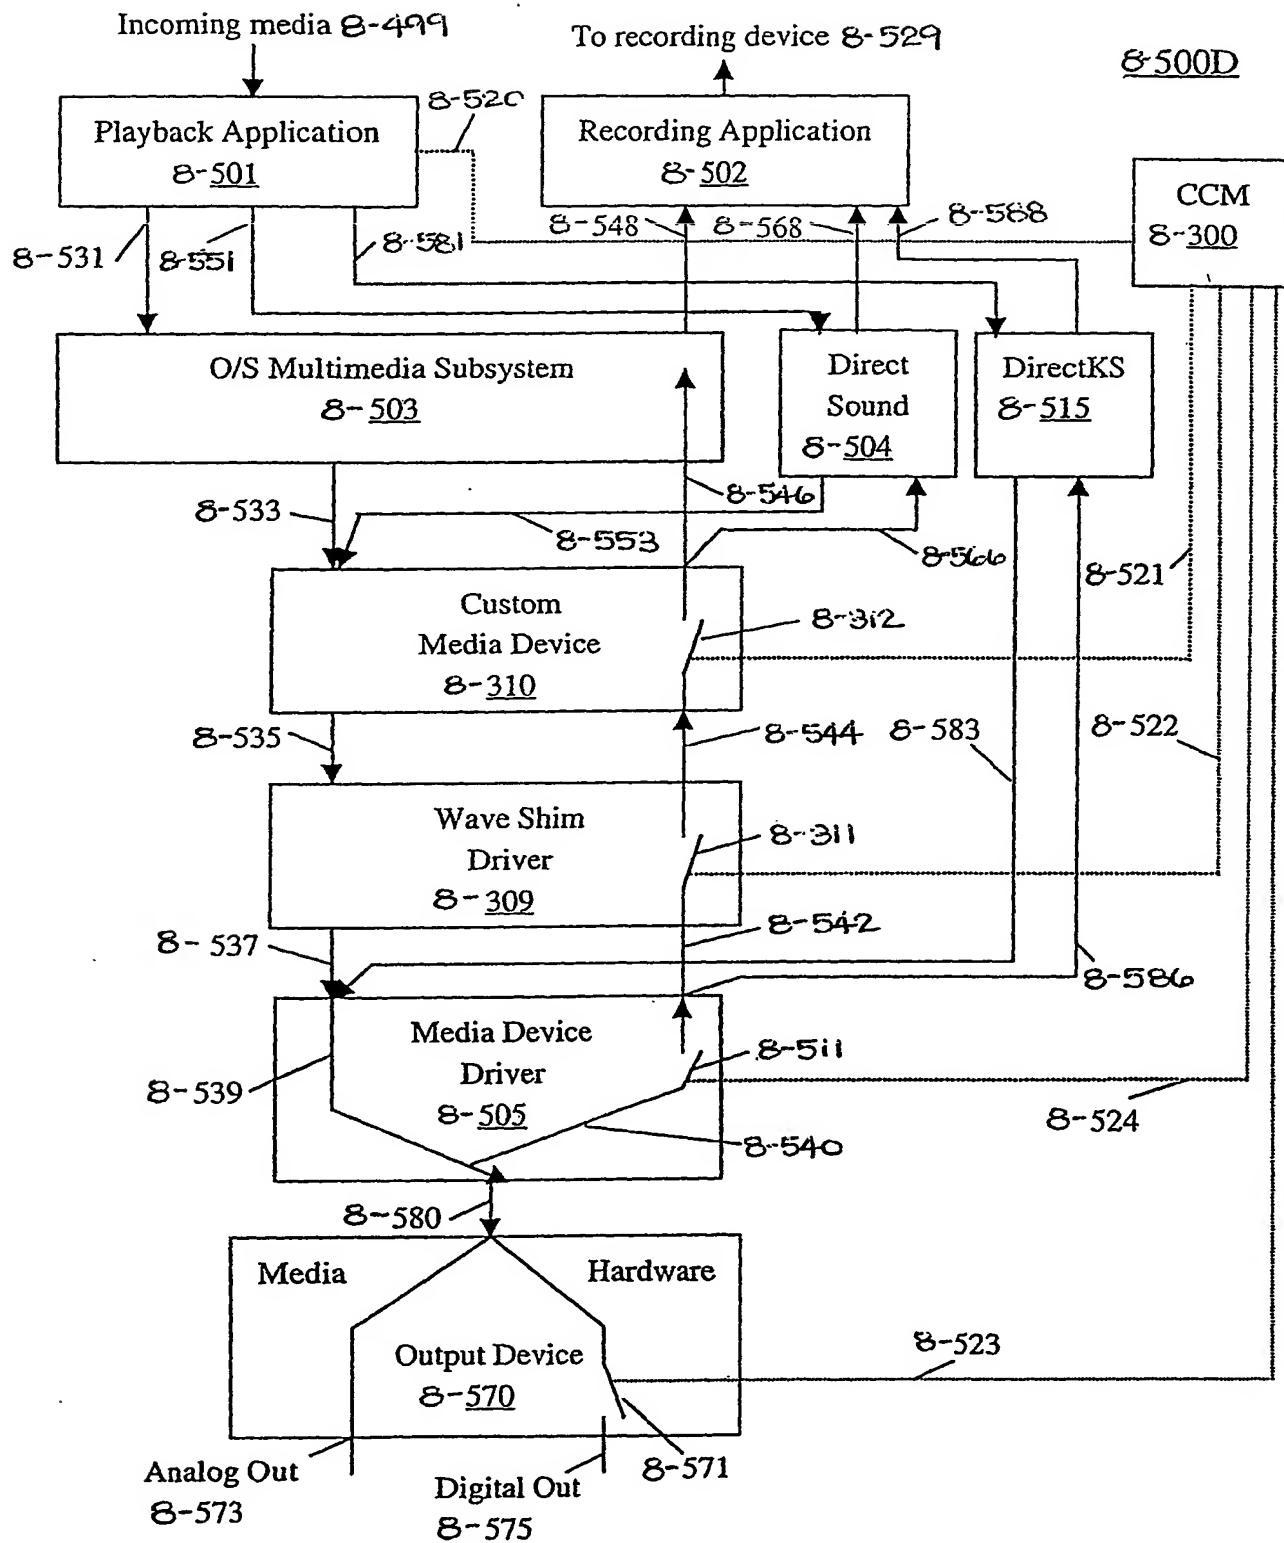 Incoming media 8-499
To recording device 8-529
8-500D
8-520
Playback Application
8-501
Recording Application
8-502
CCM
8-300
8-531
8-551
8-581
8-548
8-568
8-588
O/S Multimedia Subsystem
8-503
Direct
Sound
8-504
DirectKS
8-515
8-533
8-553
8-546
8-566
8-521
Custom
Media Device
8-310
8-312
8-535
8-544
8-583
8-522
Wave Shim
Driver
8-309
8-311
8-537
8-542
8-586
Media Device
Driver
8-505
8-511
8-539
8-540
8-524
8-580
Media
Hardware
Output Device
8-570
8-523
8-571
Analog Out
8-573
Digital Out
8-575